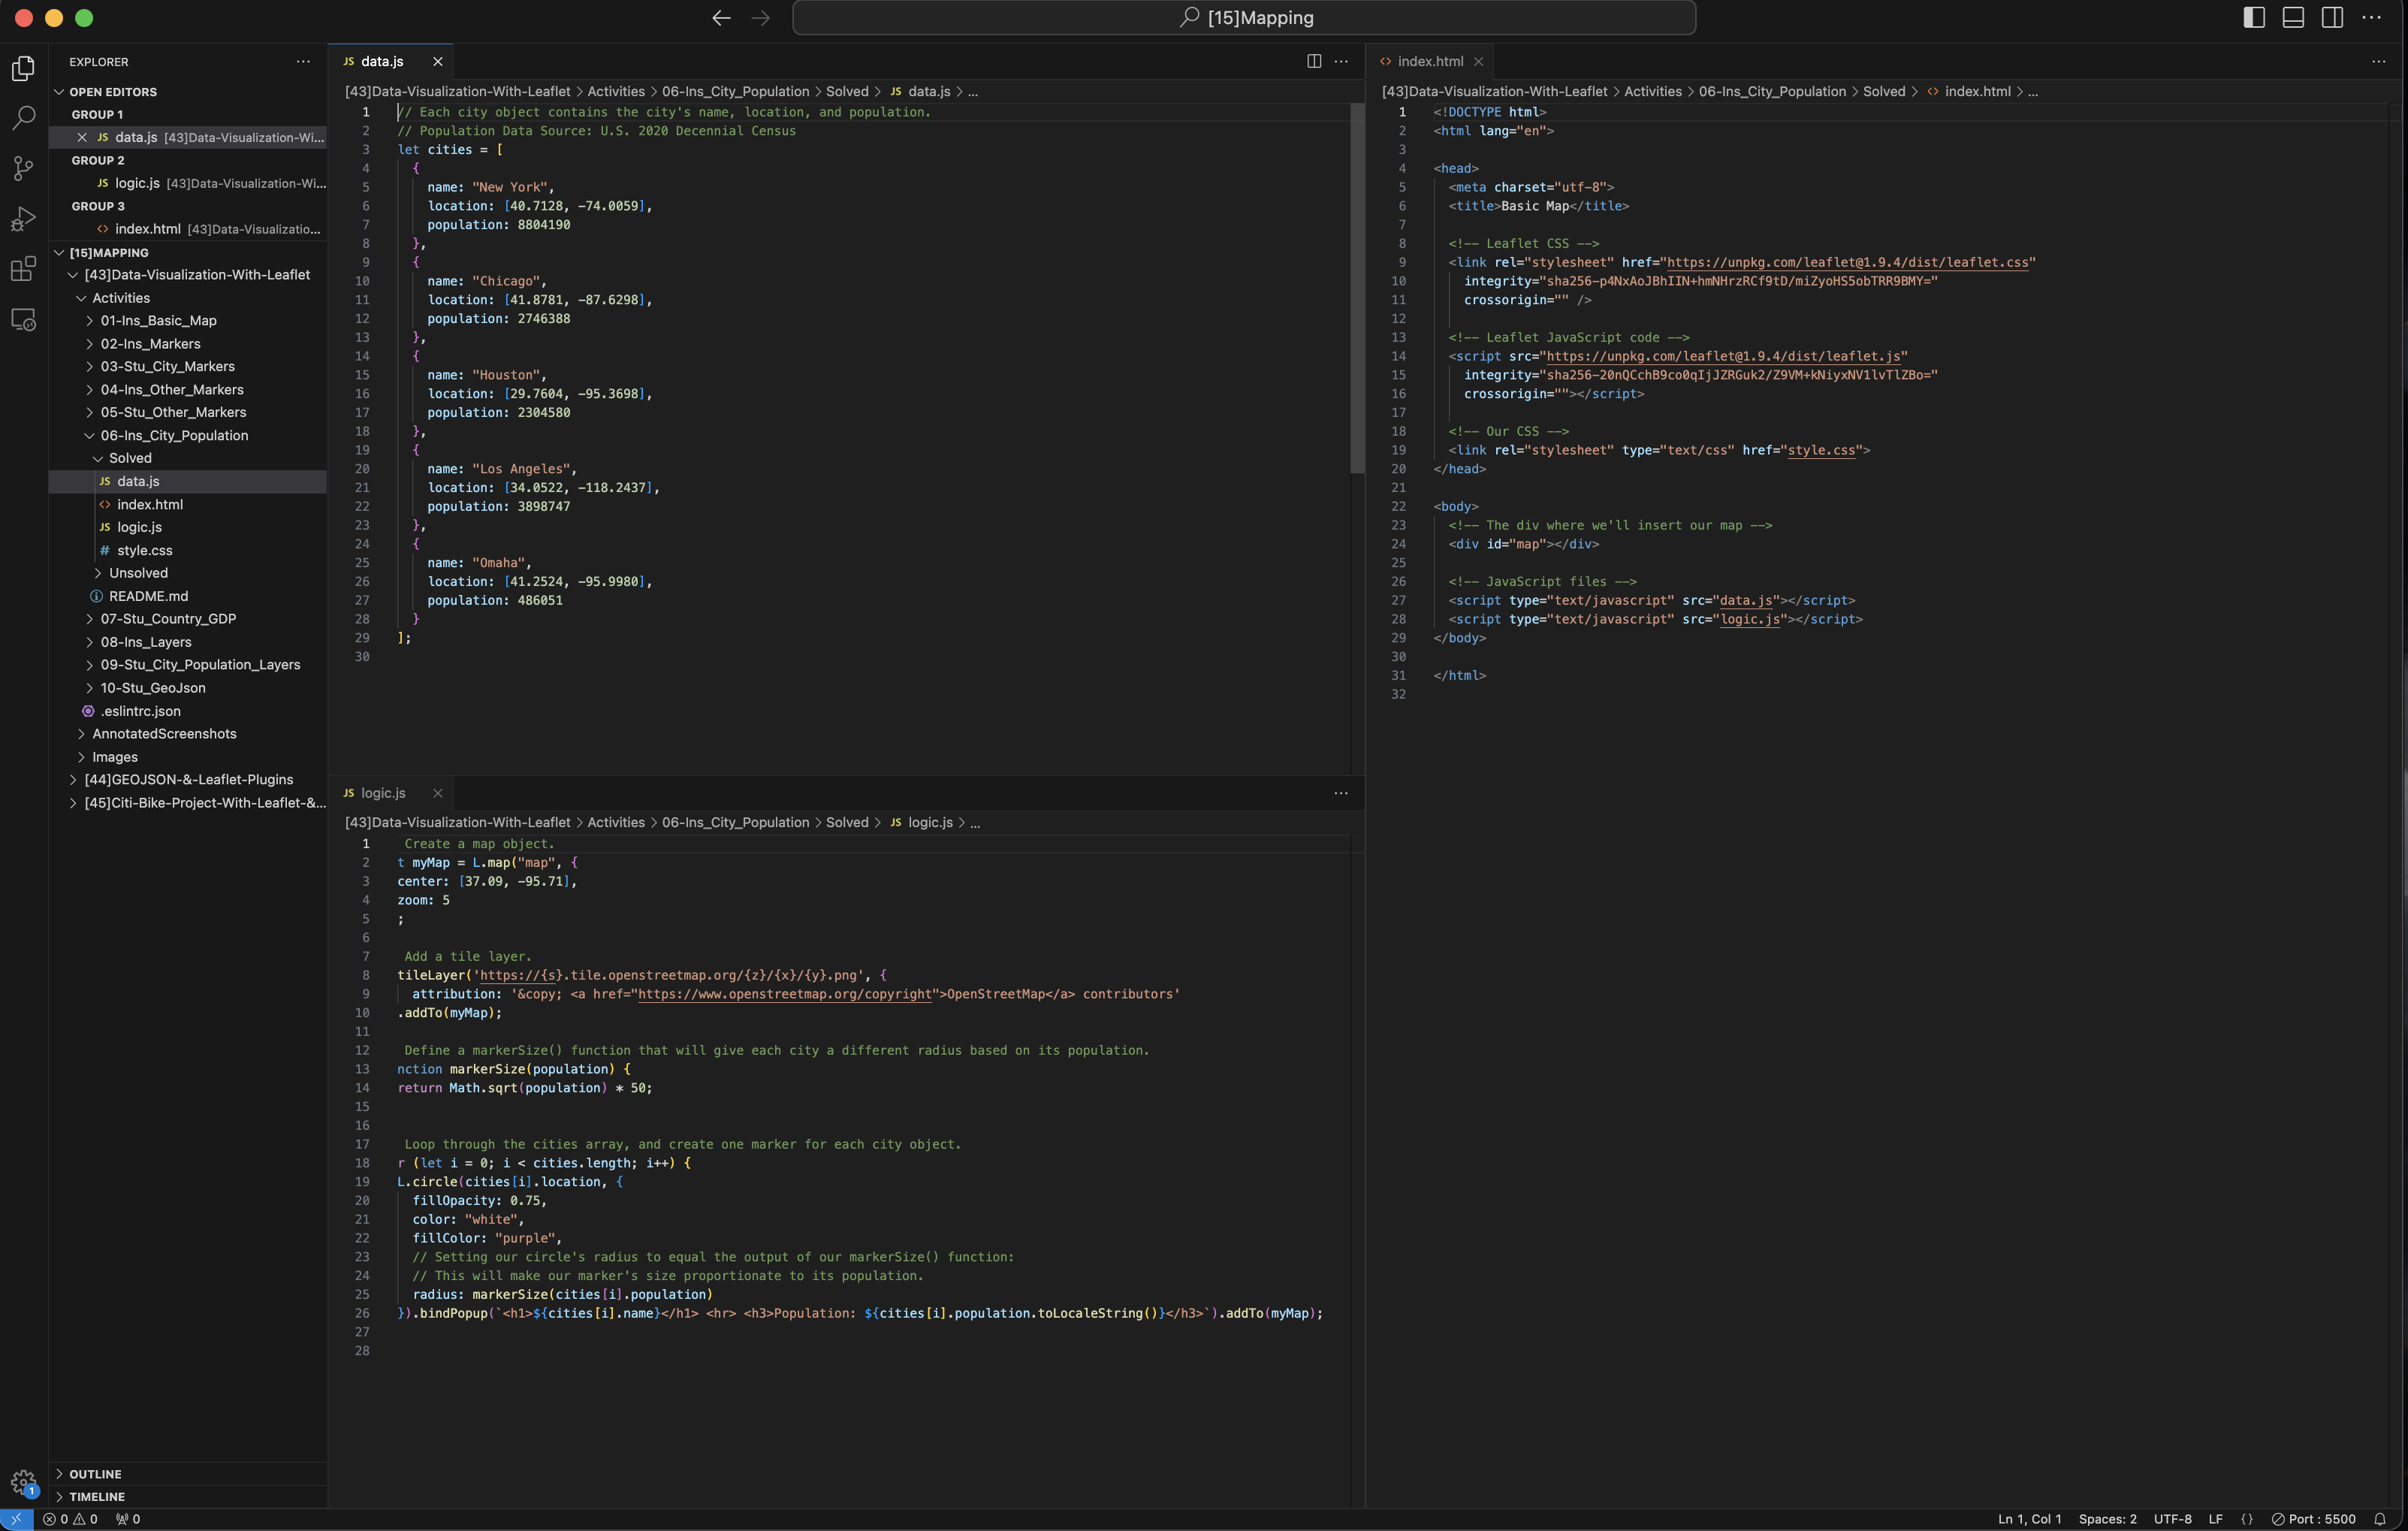 [15]Mapping
EXPLORER
OPEN EDITORS
GROUP 1
data.js [43]Data-Visualization-Wi...
GROUP 2
logic.js [43]Data-Visualization-Wi...
GROUP 3
index.html [43]Data-Visualizatio...
[15]MAPPING
[43]Data-Visualization-With-Leaflet
Activities
01-Ins_Basic_Map
02-Ins_Markers
03-Stu_City_Markers
04-Ins_Other_Markers
05-Stu_Other_Markers
06-Ins_City_Population
Solved
JS data.js
<> index.html
JS logic.js
# style.css
Unsolved
README.md
07-Stu_Country_GDP
08-Ins_Layers
09-Stu_City_Population_Layers
10-Stu_GeoJson
.eslintrc.json
AnnotatedScreenshots
Images
[44]GEOJSON-&-Leaflet-Plugins
[45]Citi-Bike-Project-With-Leaflet-&...
OUTLINE
TIMELINE
JS data.js
[43]Data-Visualization-With-Leaflet > Activities > 06-Ins_City_Population > Solved > JS data.js > ...
1 // Each city object contains the city's name, location, and population.
2 // Population Data Source: U.S. 2020 Decennial Census
3 let cities = [
4 {
5 name: "New York",
6 location: [40.7128, -74.0059],
7 population: 8804190
8 },
9 {
10 name: "Chicago",
11 location: [41.8781, -87.6298],
12 population: 2746388
13 },
14 {
15 name: "Houston",
16 location: [29.7604, -95.3698],
17 population: 2304580
18 },
19 {
20 name: "Los Angeles",
21 location: [34.0522, -118.2437],
22 population: 3898747
23 },
24 {
25 name: "Omaha",
26 location: [41.2524, -95.9980],
27 population: 486051
28 }
29 ];
30
JS logic.js
[43]Data-Visualization-With-Leaflet > Activities > 06-Ins_City_Population > Solved > JS logic.js > ...
1 Create a map object.
2 t myMap = L.map("map", {
3 center: [37.09, -95.71],
4 zoom: 5
5 ;
6
7 Add a tile layer.
8 tileLayer('https://{s}.tile.openstreetmap.org/{z}/{x}/{y}.png', {
9 attribution: '&copy; <a href="https://www.openstreetmap.org/copyright">OpenStreetMap</a> contributors'
10 .addTo(myMap);
11
12 Define a markerSize() function that will give each city a different radius based on its population.
13 nction markerSize(population) {
14 return Math.sqrt(population) * 50;
15
16
17 Loop through the cities array, and create one marker for each city object.
18 r (let i = 0; i < cities.length; i++) {
19 L.circle(cities[i].location, {
20 fillOpacity: 0.75,
21 color: "white",
22 fillColor: "purple",
23 // Setting our circle's radius to equal the output of our markerSize() function:
24 // This will make our marker's size proportionate to its population.
25 radius: markerSize(cities[i].population)
26 }).bindPopup(`<h1>${cities[i].name}</h1> <hr> <h3>Population: ${cities[i].population.toLocaleString()}</h3>`).addTo(myMap);
27
28
<> index.html
[43]Data-Visualization-With-Leaflet > Activities > 06-Ins_City_Population > Solved > <> index.html > ...
1 <!DOCTYPE html>
2 <html lang="en">
3
4 <head>
5 <meta charset="utf-8">
6 <title>Basic Map</title>
7
8 <!-- Leaflet CSS -->
9 <link rel="stylesheet" href="https://unpkg.com/leaflet@1.9.4/dist/leaflet.css"
10 integrity="sha256-p4NxAoJBhIIN+hmNHrzRCf9tD/miZyoHS5obTRR9BMY="
11 crossorigin="" />
12
13 <!-- Leaflet JavaScript code -->
14 <script src="https://unpkg.com/leaflet@1.9.4/dist/leaflet.js"
15 integrity="sha256-20nQCchB9co0qIjJZRGuk2/Z9VM+kNiyxNV1lvTlZBo="
16 crossorigin=""></script>
17
18 <!-- Our CSS -->
19 <link rel="stylesheet" type="text/css" href="style.css">
20 </head>
21
22 <body>
23 <!-- The div where we'll insert our map -->
24 <div id="map"></div>
25
26 <!-- JavaScript files -->
27 <script type="text/javascript" src="data.js"></script>
28 <script type="text/javascript" src="logic.js"></script>
29 </body>
30
31 </html>
32
1
0 0 0
Ln 1, Col 1 Spaces: 2 UTF-8 LF {} Port : 5500